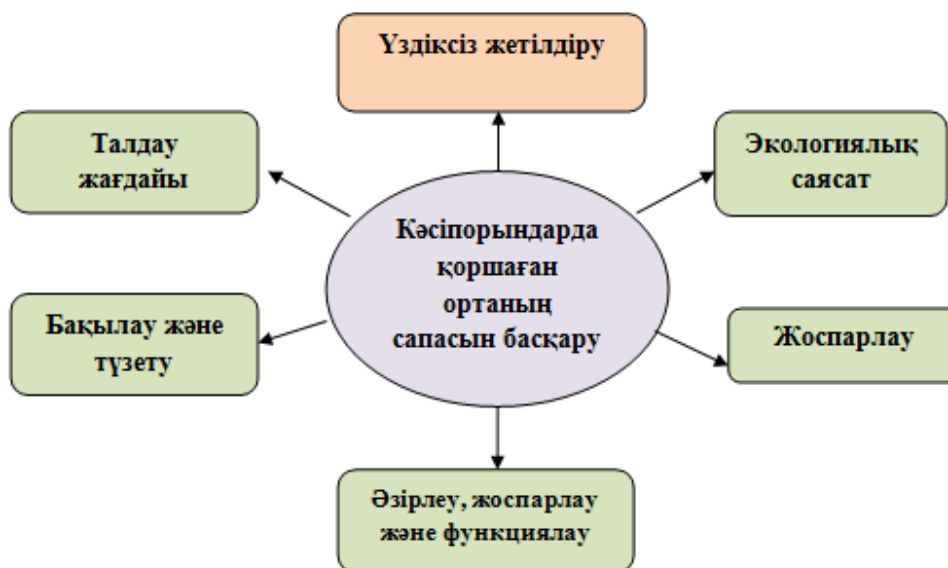 Үздіксіз жетілдіру
Талдау
жағдайы
Экологиялық
саясат
Кәсіпорындарда
қоршаған
ортаның
сапасын басқару
Бақылау және
түзету
Жоспарлау
Әзірлеу, жоспарлау
және функциялау